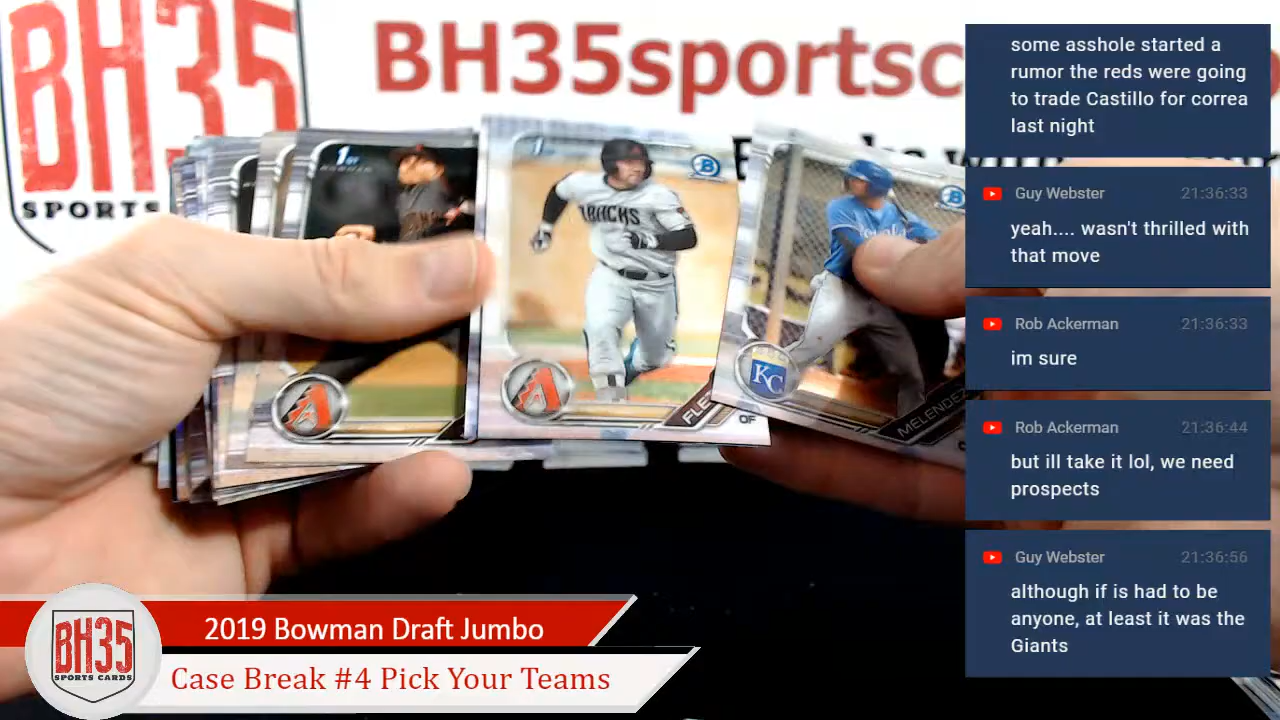 BH35
SPORTS
BH35sportsc
some asshole started a
rumor the reds were going
to trade Castillo for correa
last night
Guy Webster 21:36:33
yeah.... wasn't thrilled with
that move
Rob Ackerman 21:36:33
im sure
Rob Ackerman 21:36:44
but ill take it lol, we need
prospects
Guy Webster 21:36:56
although if is had to be
anyone, at least it was the
Giants
1ST
BOWMAN
B
DBACKS
FLE
OF
B
Royals
KC
MELENDEZ
BH35
SPORTS CARDS
2019 Bowman Draft Jumbo
Case Break #4 Pick Your Teams